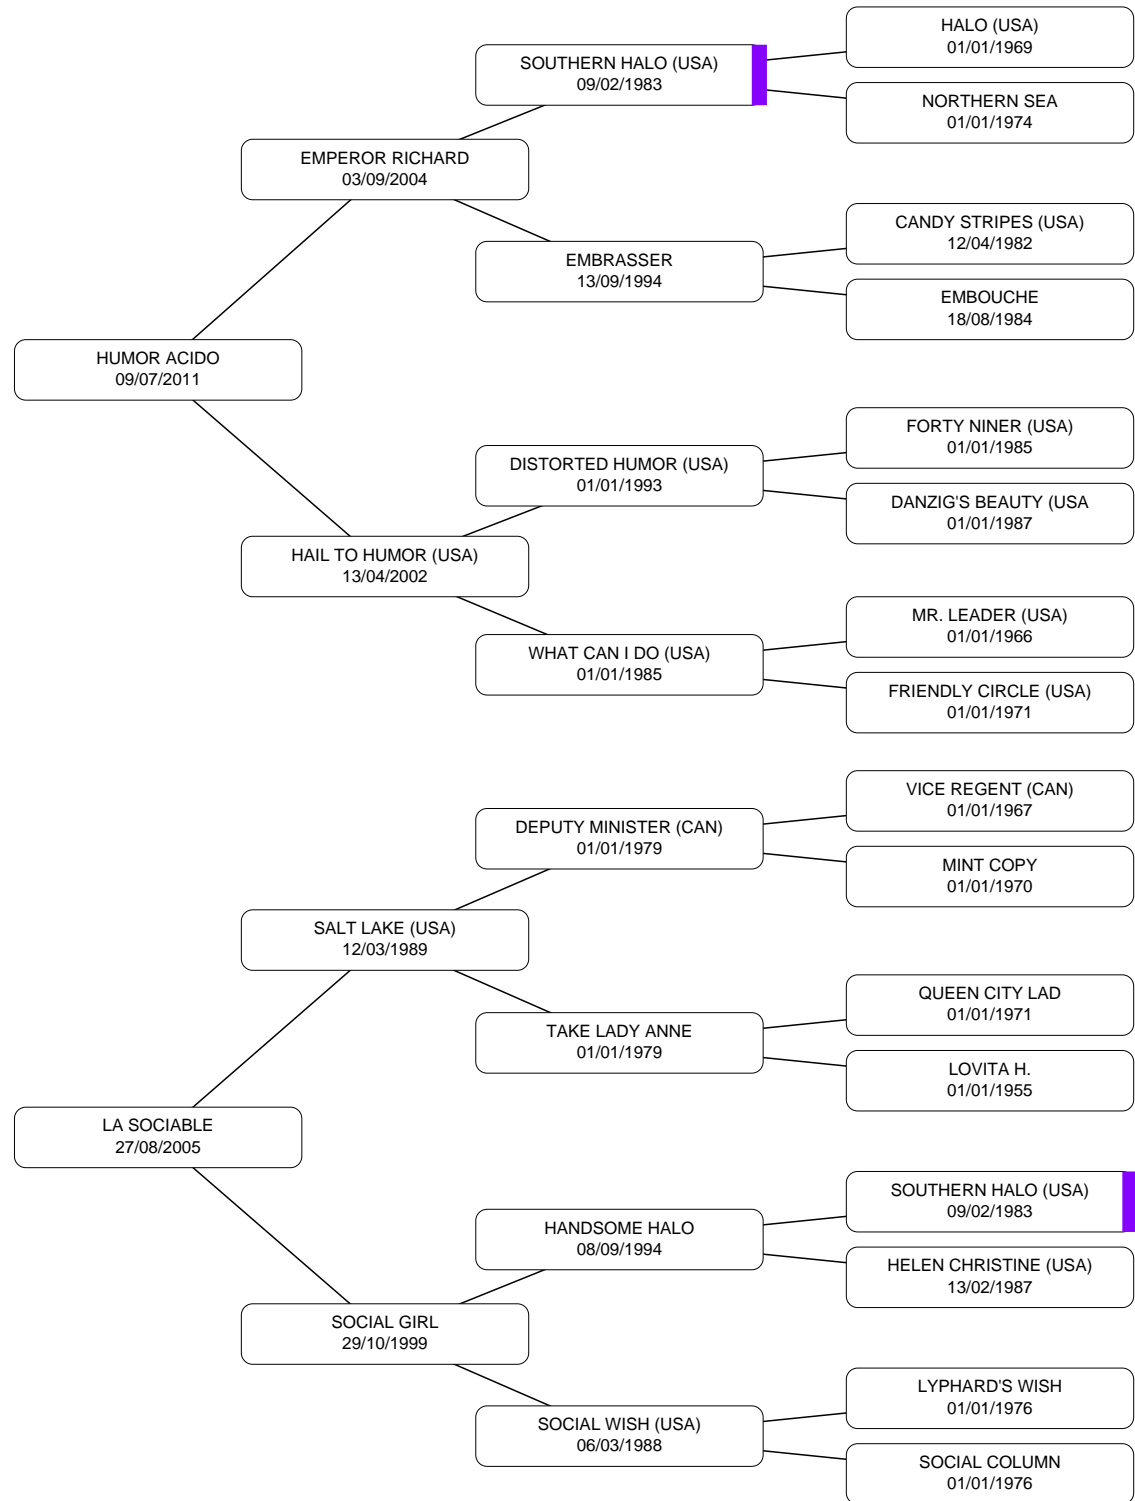 HALO (USA)
01/01/1969
SOUTHERN HALO (USA)
09/02/1983
NORTHERN SEA
01/01/1974
EMPEROR RICHARD
03/09/2004
CANDY STRIPES (USA)
12/04/1982
EMBRASSER
13/09/1994
EMBOUCHE
18/08/1984
HUMOR ACIDO
09/07/2011
FORTY NINER (USA)
01/01/1985
DISTORTED HUMOR (USA)
01/01/1993
DANZIG'S BEAUTY (USA
01/01/1987
HAIL TO HUMOR (USA)
13/04/2002
MR. LEADER (USA)
01/01/1966
WHAT CAN I DO (USA)
01/01/1985
FRIENDLY CIRCLE (USA)
01/01/1971
VICE REGENT (CAN)
01/01/1967
DEPUTY MINISTER (CAN)
01/01/1979
MINT COPY
01/01/1970
SALT LAKE (USA)
12/03/1989
QUEEN CITY LAD
01/01/1971
TAKE LADY ANNE
01/01/1979
LOVITA H.
01/01/1955
LA SOCIABLE
27/08/2005
SOUTHERN HALO (USA)
09/02/1983
HANDSOME HALO
08/09/1994
HELEN CHRISTINE (USA)
13/02/1987
SOCIAL GIRL
29/10/1999
LYPHARD'S WISH
01/01/1976
SOCIAL WISH (USA)
06/03/1988
SOCIAL COLUMN
01/01/1976